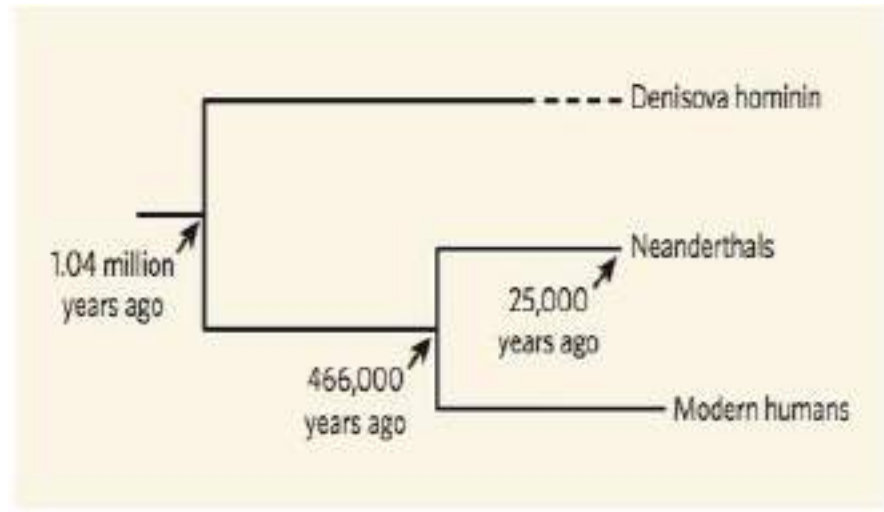 Denisova hominin
Neanderthals
1.04 million
years ago
25,000
years ago
466,000
years ago
Modern humans